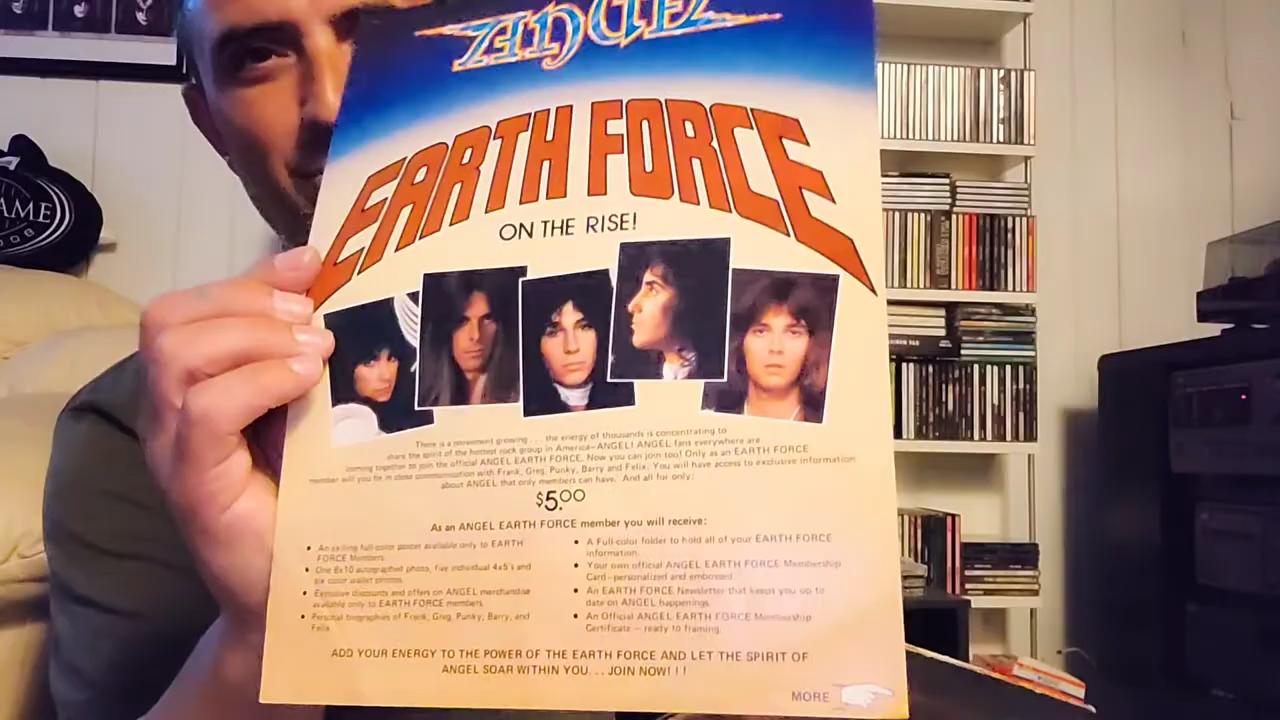 ANGEL
EARTH FORCE
ON THE RISE!
There is a movement growing . . . the energy of thousands is concentrating to
share the spirit of the hottest rock group in America—ANGEL! ANGEL fans everywhere are
coming together to join the official ANGEL EARTH FORCE. Now you can join too! Only as an EARTH FORCE
member will you be in close communication with Frank, Greg, Punky, Barry and Felix. You will have access to exclusive information
about ANGEL that only members can have. And all for only:
$5.00
As an ANGEL EARTH FORCE member you will receive:
• An exciting full-color poster available only to EARTH
FORCE Members.
• One 8x10 autographed photo, five individual 4x5's and
six color wallet photos.
• Exclusive discounts and offers on ANGEL merchandise
available only to EARTH FORCE members.
• Personal biographies of Frank, Greg, Punky, Barry, and
Felix.
• A Full-color folder to hold all of your EARTH FORCE
information.
• Your own official ANGEL EARTH FORCE Membership
Card - personalized and embossed.
• An EARTH FORCE Newsletter that keeps you up to
date on ANGEL happenings.
• An Official ANGEL EARTH FORCE Membership
Certificate — ready to framing.
ADD YOUR ENERGY TO THE POWER OF THE EARTH FORCE AND LET THE SPIRIT OF
ANGEL SOAR WITHIN YOU. . . JOIN NOW! ! !
MORE
AME